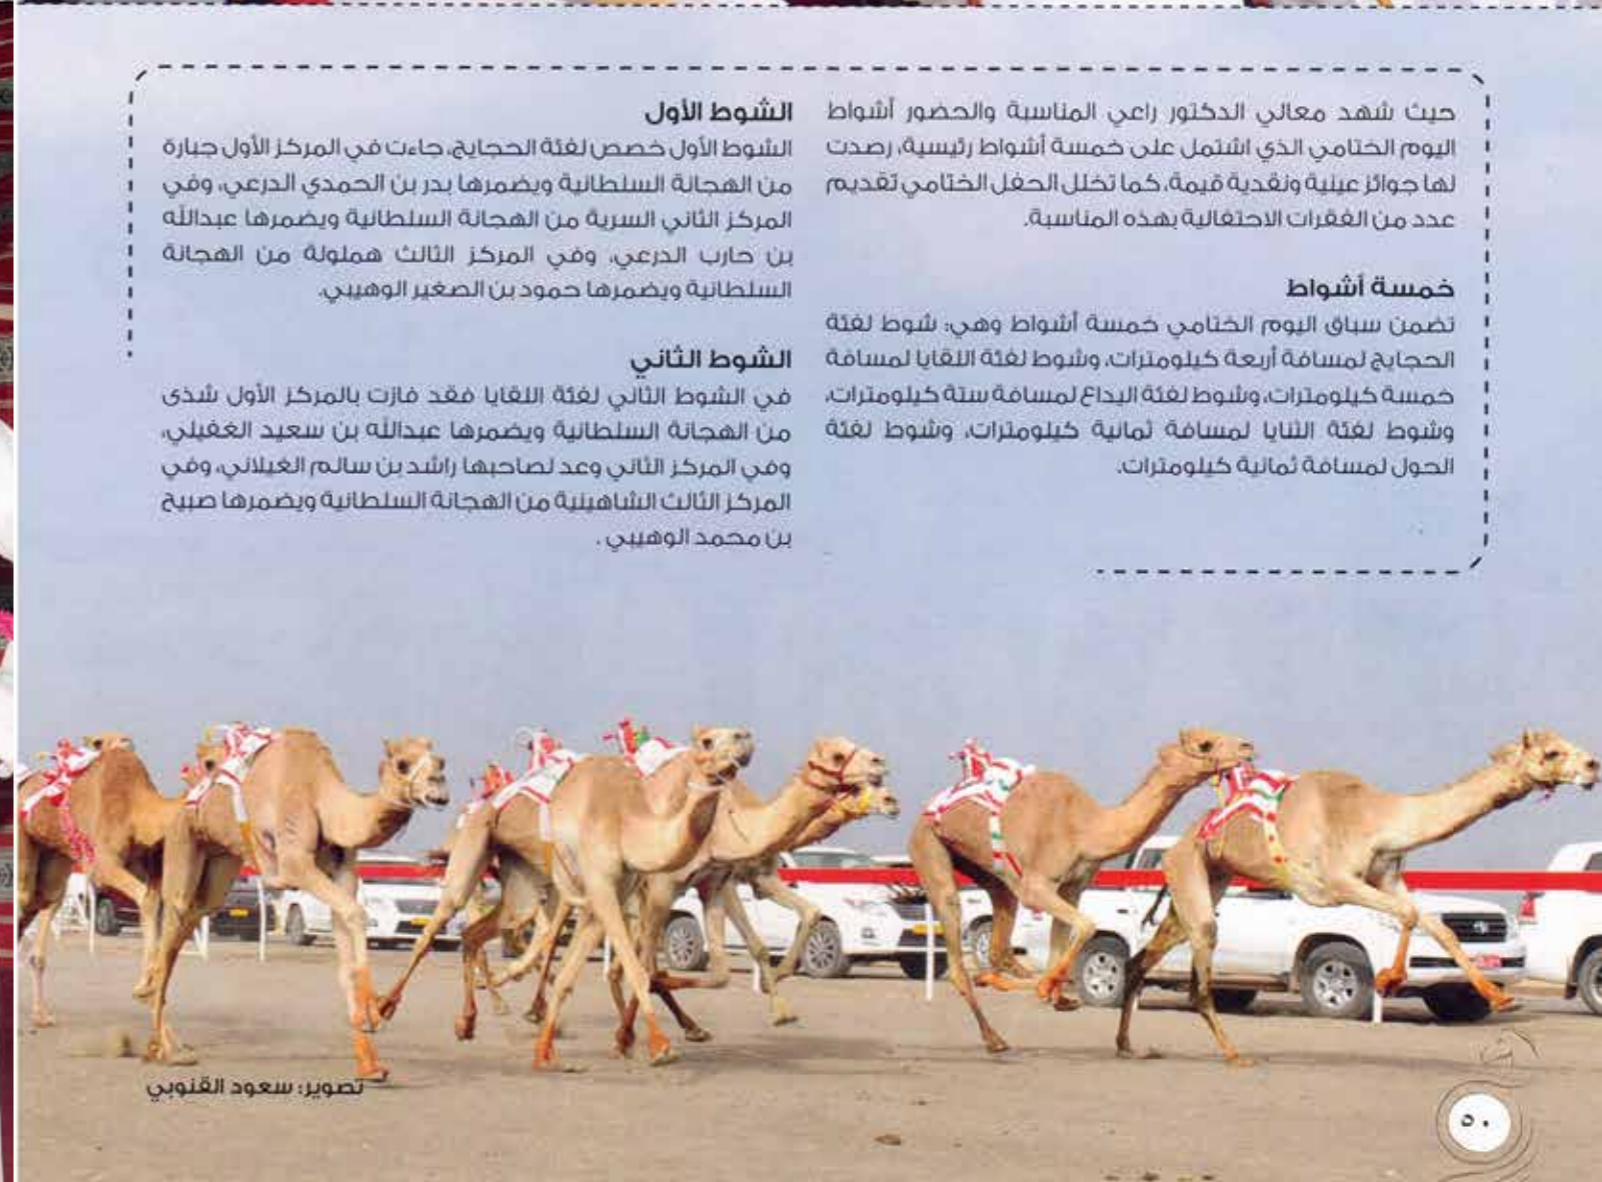 حيث شهد معالي الدكتور راعي المناسبة والحضور أشواط
اليوم الختامي الذي اشتمل على خمسة أشواط رئيسية، رصدت
لها جوائز عينية ونقدية قيمة، كما تخلل الحفل الختامي تقديم
عدد من الفقرات الاحتفالية بهذه المناسبة.
خمسة أشواط
تضمن سباق اليوم الختامي خمسة أشواط وهي: شوط لفئة
الحجايج لمسافة أربعة كيلومترات، وشوط لفئة اللقايا لمسافة
خمسة كيلومترات، وشوط لفئة اليداع لمسافة ستة كيلومترات،
وشوط لفئة الثنايا لمسافة ثمانية كيلومترات، وشوط لفئة
الحول لمسافة ثمانية كيلومترات.
الشوط الأول
الشوط الأول خصص لفئة الحجايج، جاءت في المركز الأول جبارة
من الهجانة السلطانية ويضمرها بدر بن الحمدي الدرعي، وفي
المركز الثاني السرية من الهجانة السلطانية ويضمرها عبدالله
بن حارب الدرعي، وفي المركز الثالث هملولة من الهجانة
السلطانية ويضمرها حمود بن الصغير الوهيبي.
الشوط الثاني
في الشوط الثاني لفئة اللقايا فقد فازت بالمركز الأول شذى
من الهجانة السلطانية ويضمرها عبدالله بن سعيد الغفيلي،
وفي المركز الثاني وعد لصاحبها راشد بن سالم الغيلاني، وفي
المركز الثالث الشاهينية من الهجانة السلطانية ويضمرها صبيح
بن محمد الوهيبي .
تصوير: سعود القنوبي
٥٠